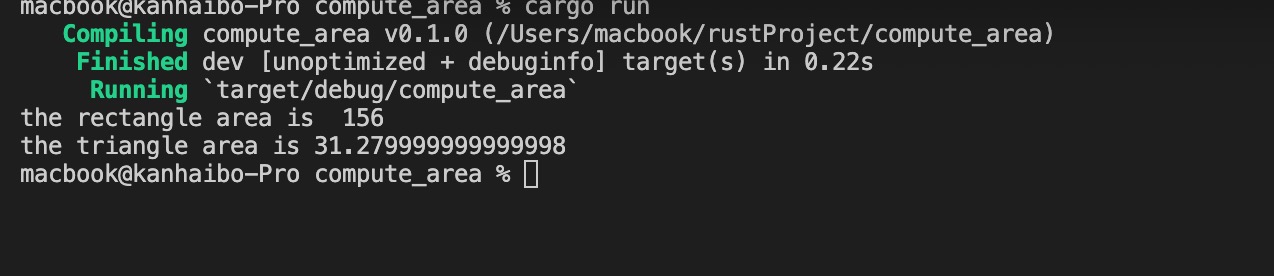 macbook@kanhaibo-Pro compute_area % cargo run
Compiling compute_area v0.1.0 (/Users/macbook/rustProject/compute_area)
Finished dev [unoptimized + debuginfo] target(s) in 0.22s
Running `target/debug/compute_area`
the rectangle area is  156
the triangle area is 31.279999999999998
macbook@kanhaibo-Pro compute_area %